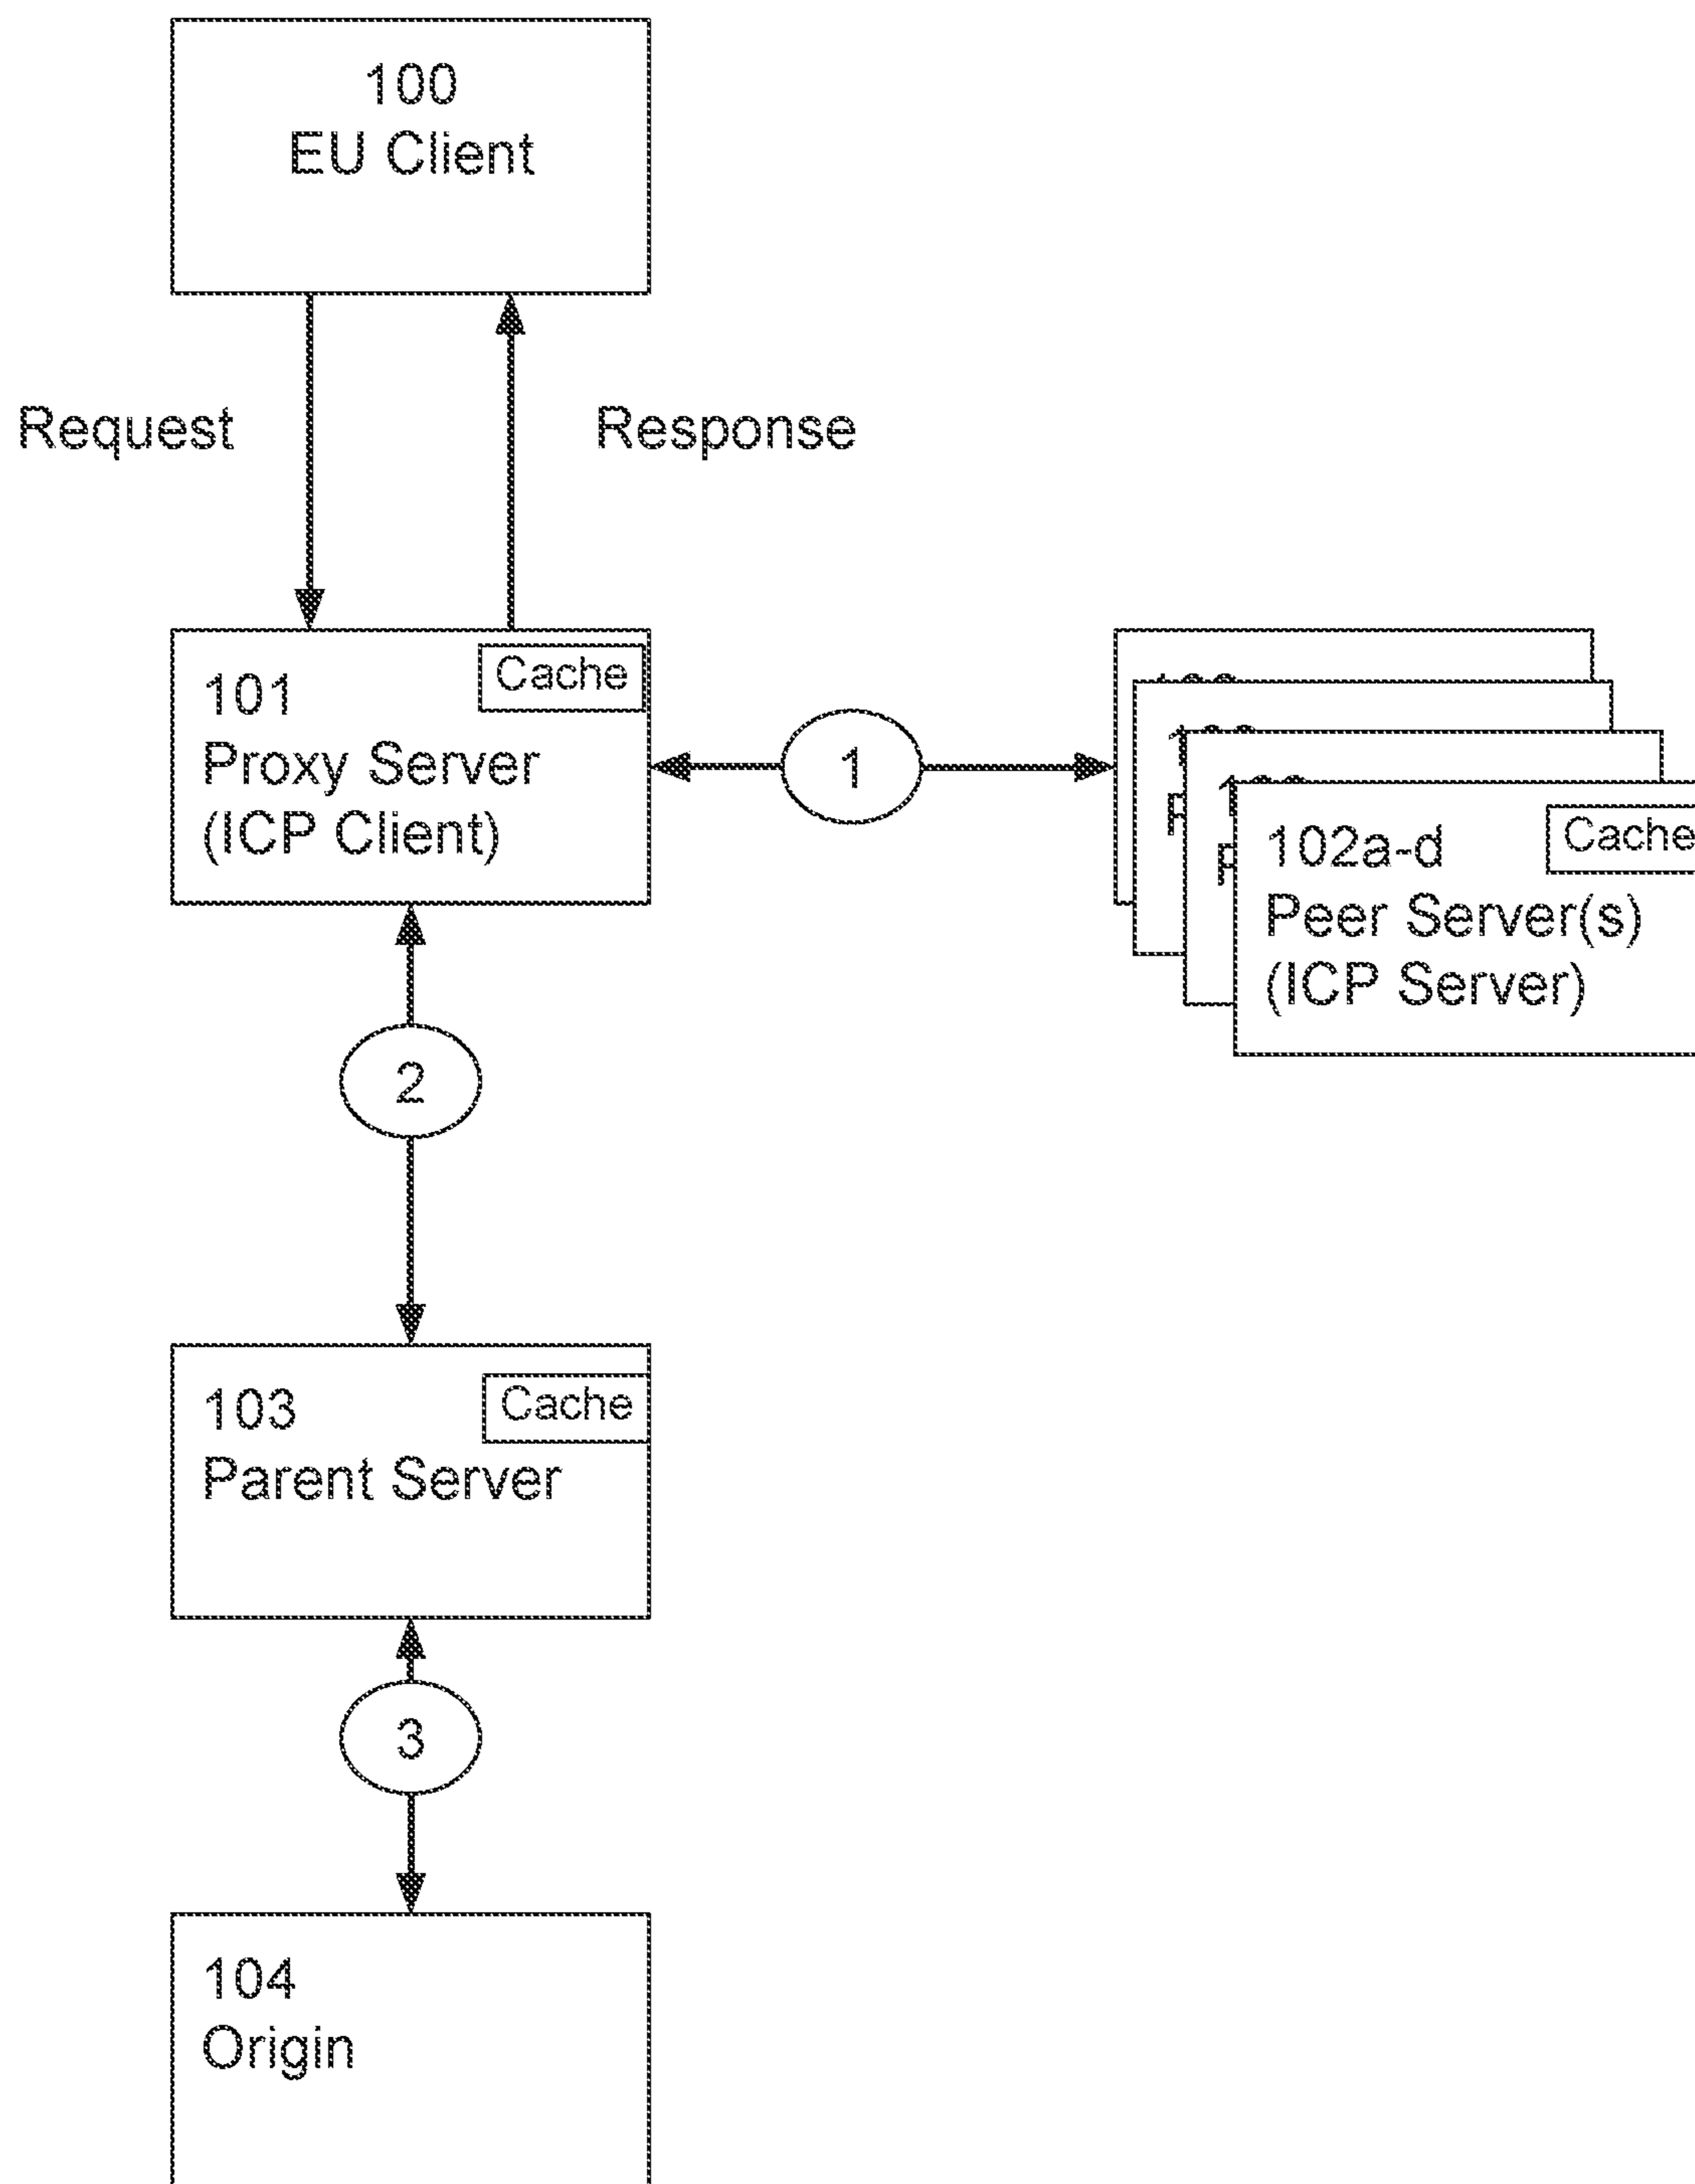 100
EU Client
Request
Response
101
Cache
Proxy Server
(ICP Client)
1
102a-d
Cache
Peer Server(s)
(ICP Server)
2
103
Cache
Parent Server
3
104
Origin